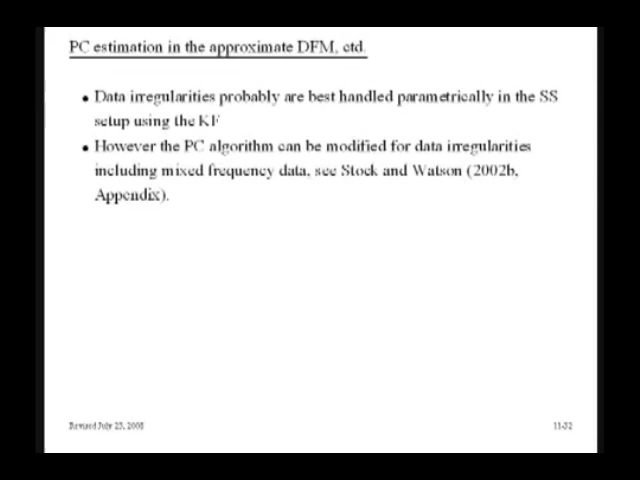 PC estimation in the approximate DFM, ctd.
• Data irregularities probably are best handled parametrically in the SS
setup using the KF
• However the PC algorithm can be modified for data irregularities
including mixed frequency data, see Stock and Watson (2002b,
Appendix).
Revised July 23, 2008
11-32